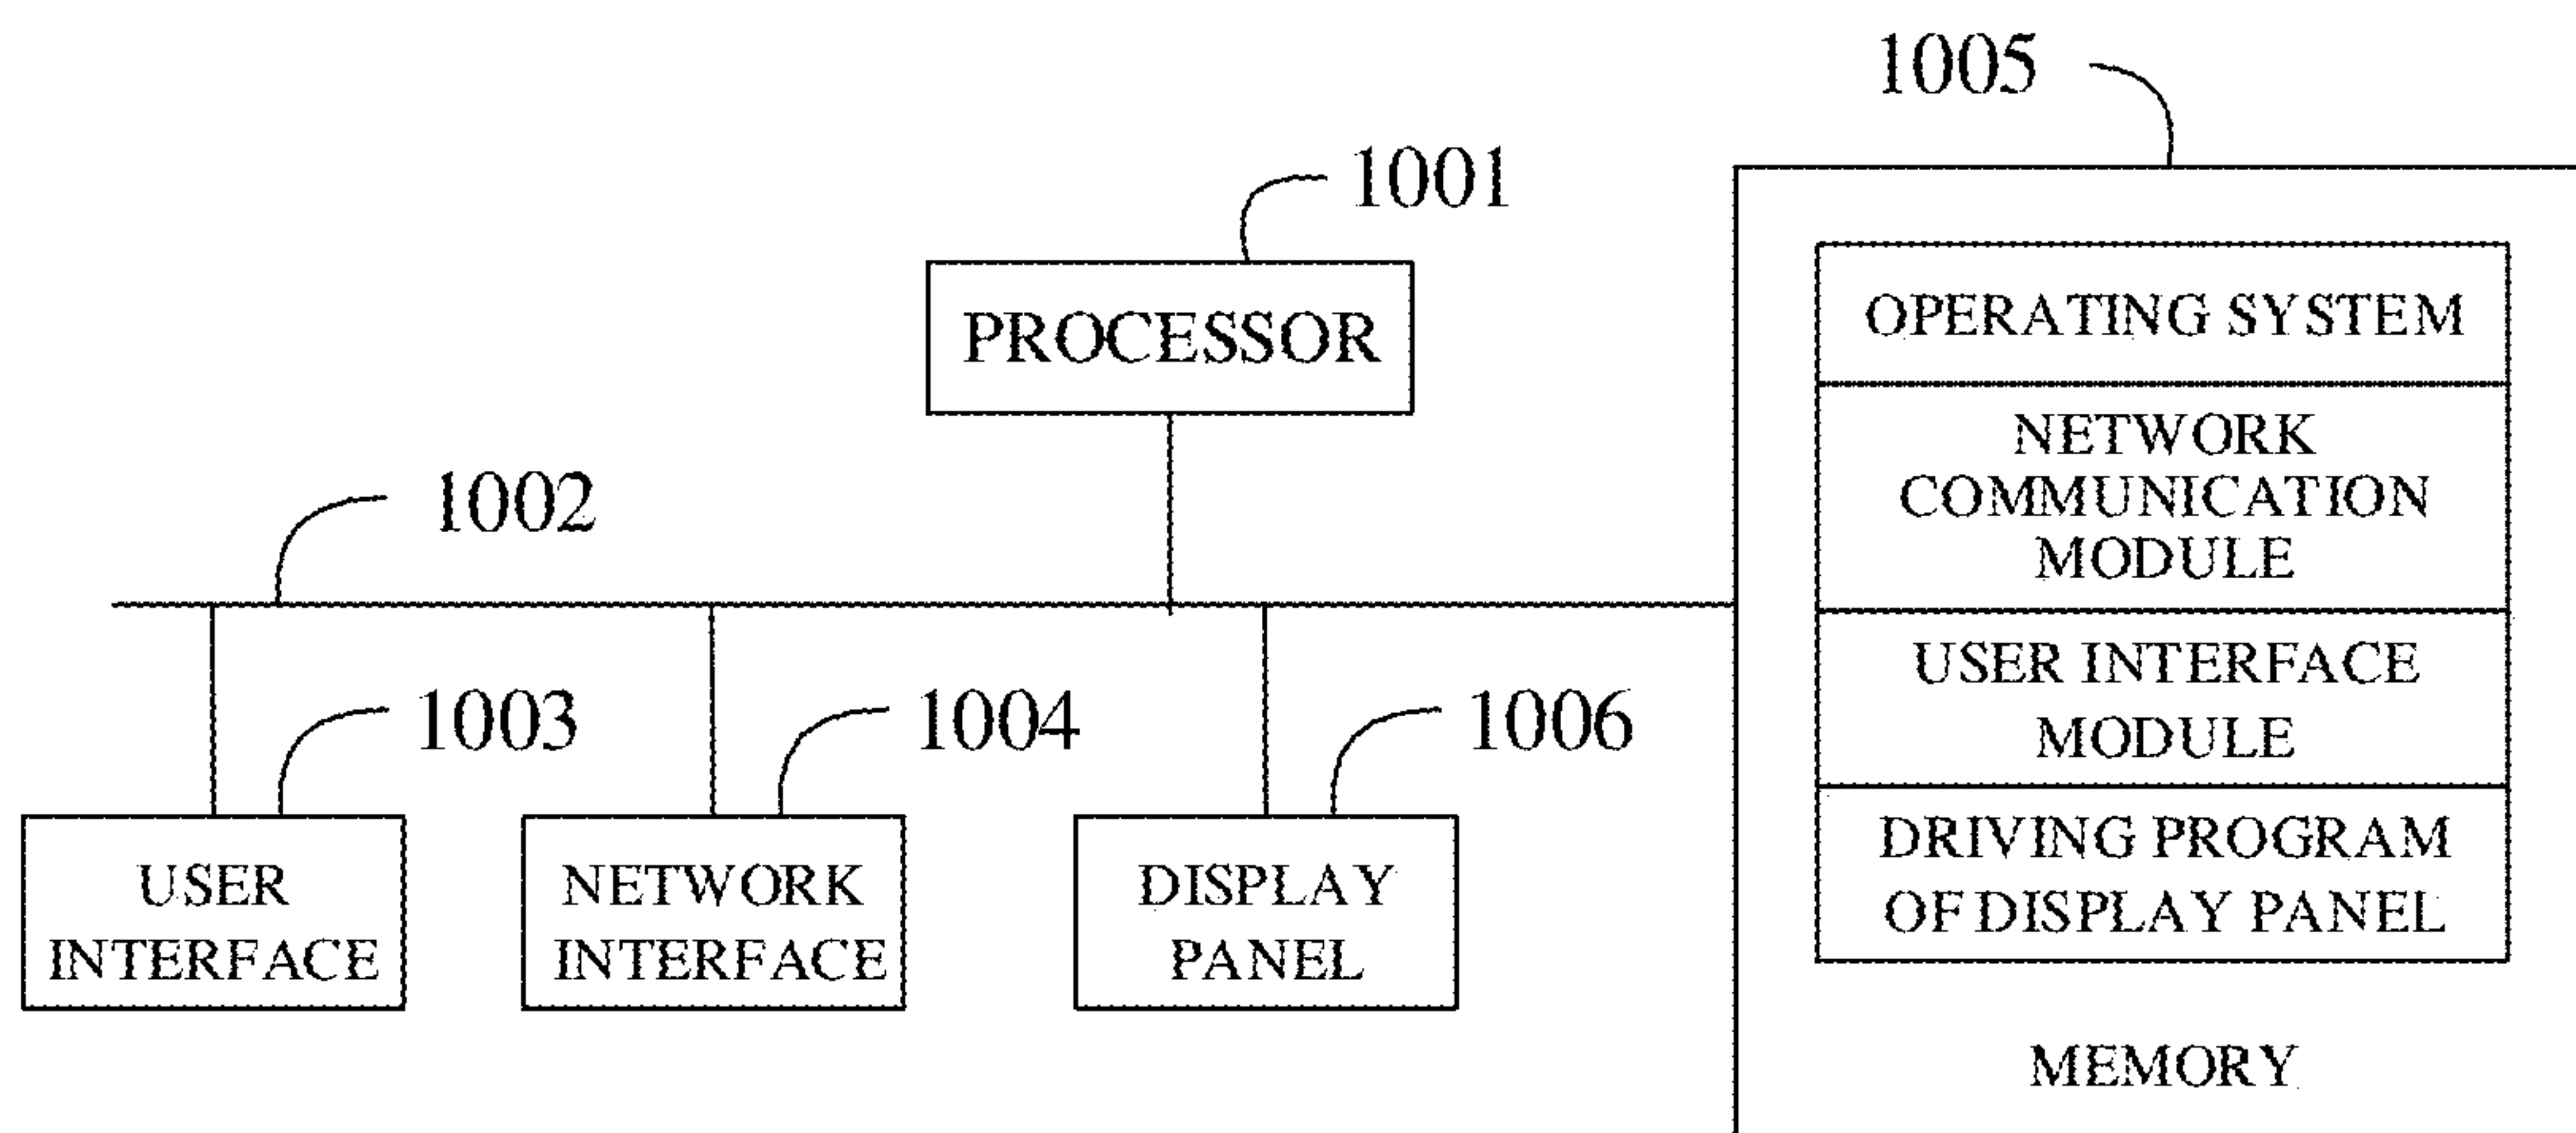 1005
1001
PROCESSOR
OPERATING SYSTEM
NETWORK
COMMUNICATION
MODULE
1002
USER INTERFACE
MODULE
1003
1004
1006
DRIVING PROGRAM
OF DISPLAY PANEL
USER
INTERFACE
NETWORK
INTERFACE
DISPLAY
PANEL
MEMORY